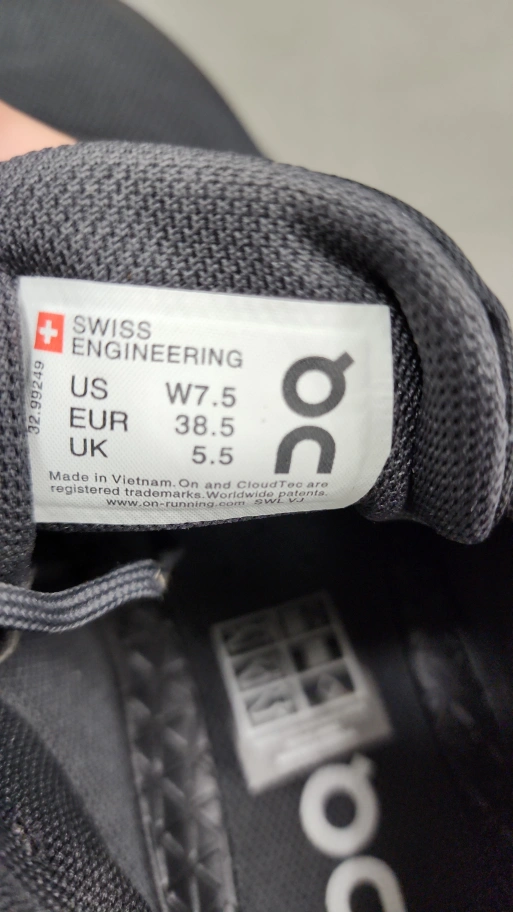 SWISS
ENGINEERING
US W7.5
EUR 38.5
UK 5.5
32.99249
Made in Vietnam. On and CloudTec are
registered trademarks. Worldwide patents.
www.on-running.com SWL VJ